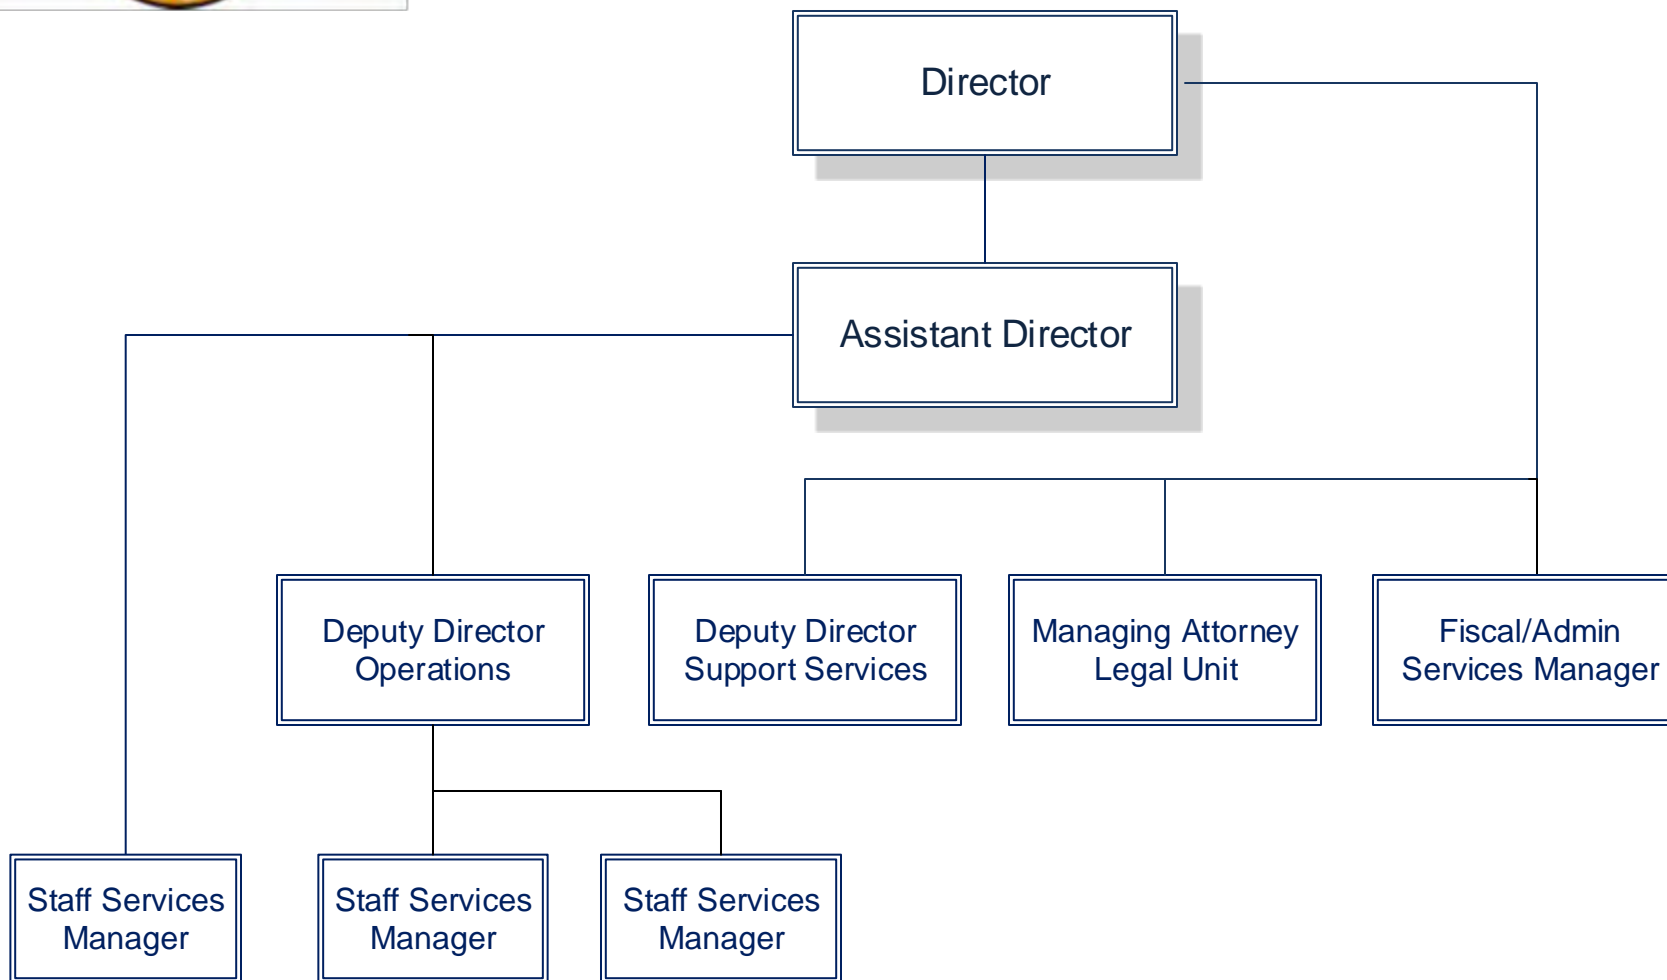 Director
Assistant Director
Deputy Director
Operations
Deputy Director
Support Services
Managing Attorney
Legal Unit
Fiscal/Admin
Services Manager
Staff Services
Manager
Staff Services
Manager
Staff Services
Manager